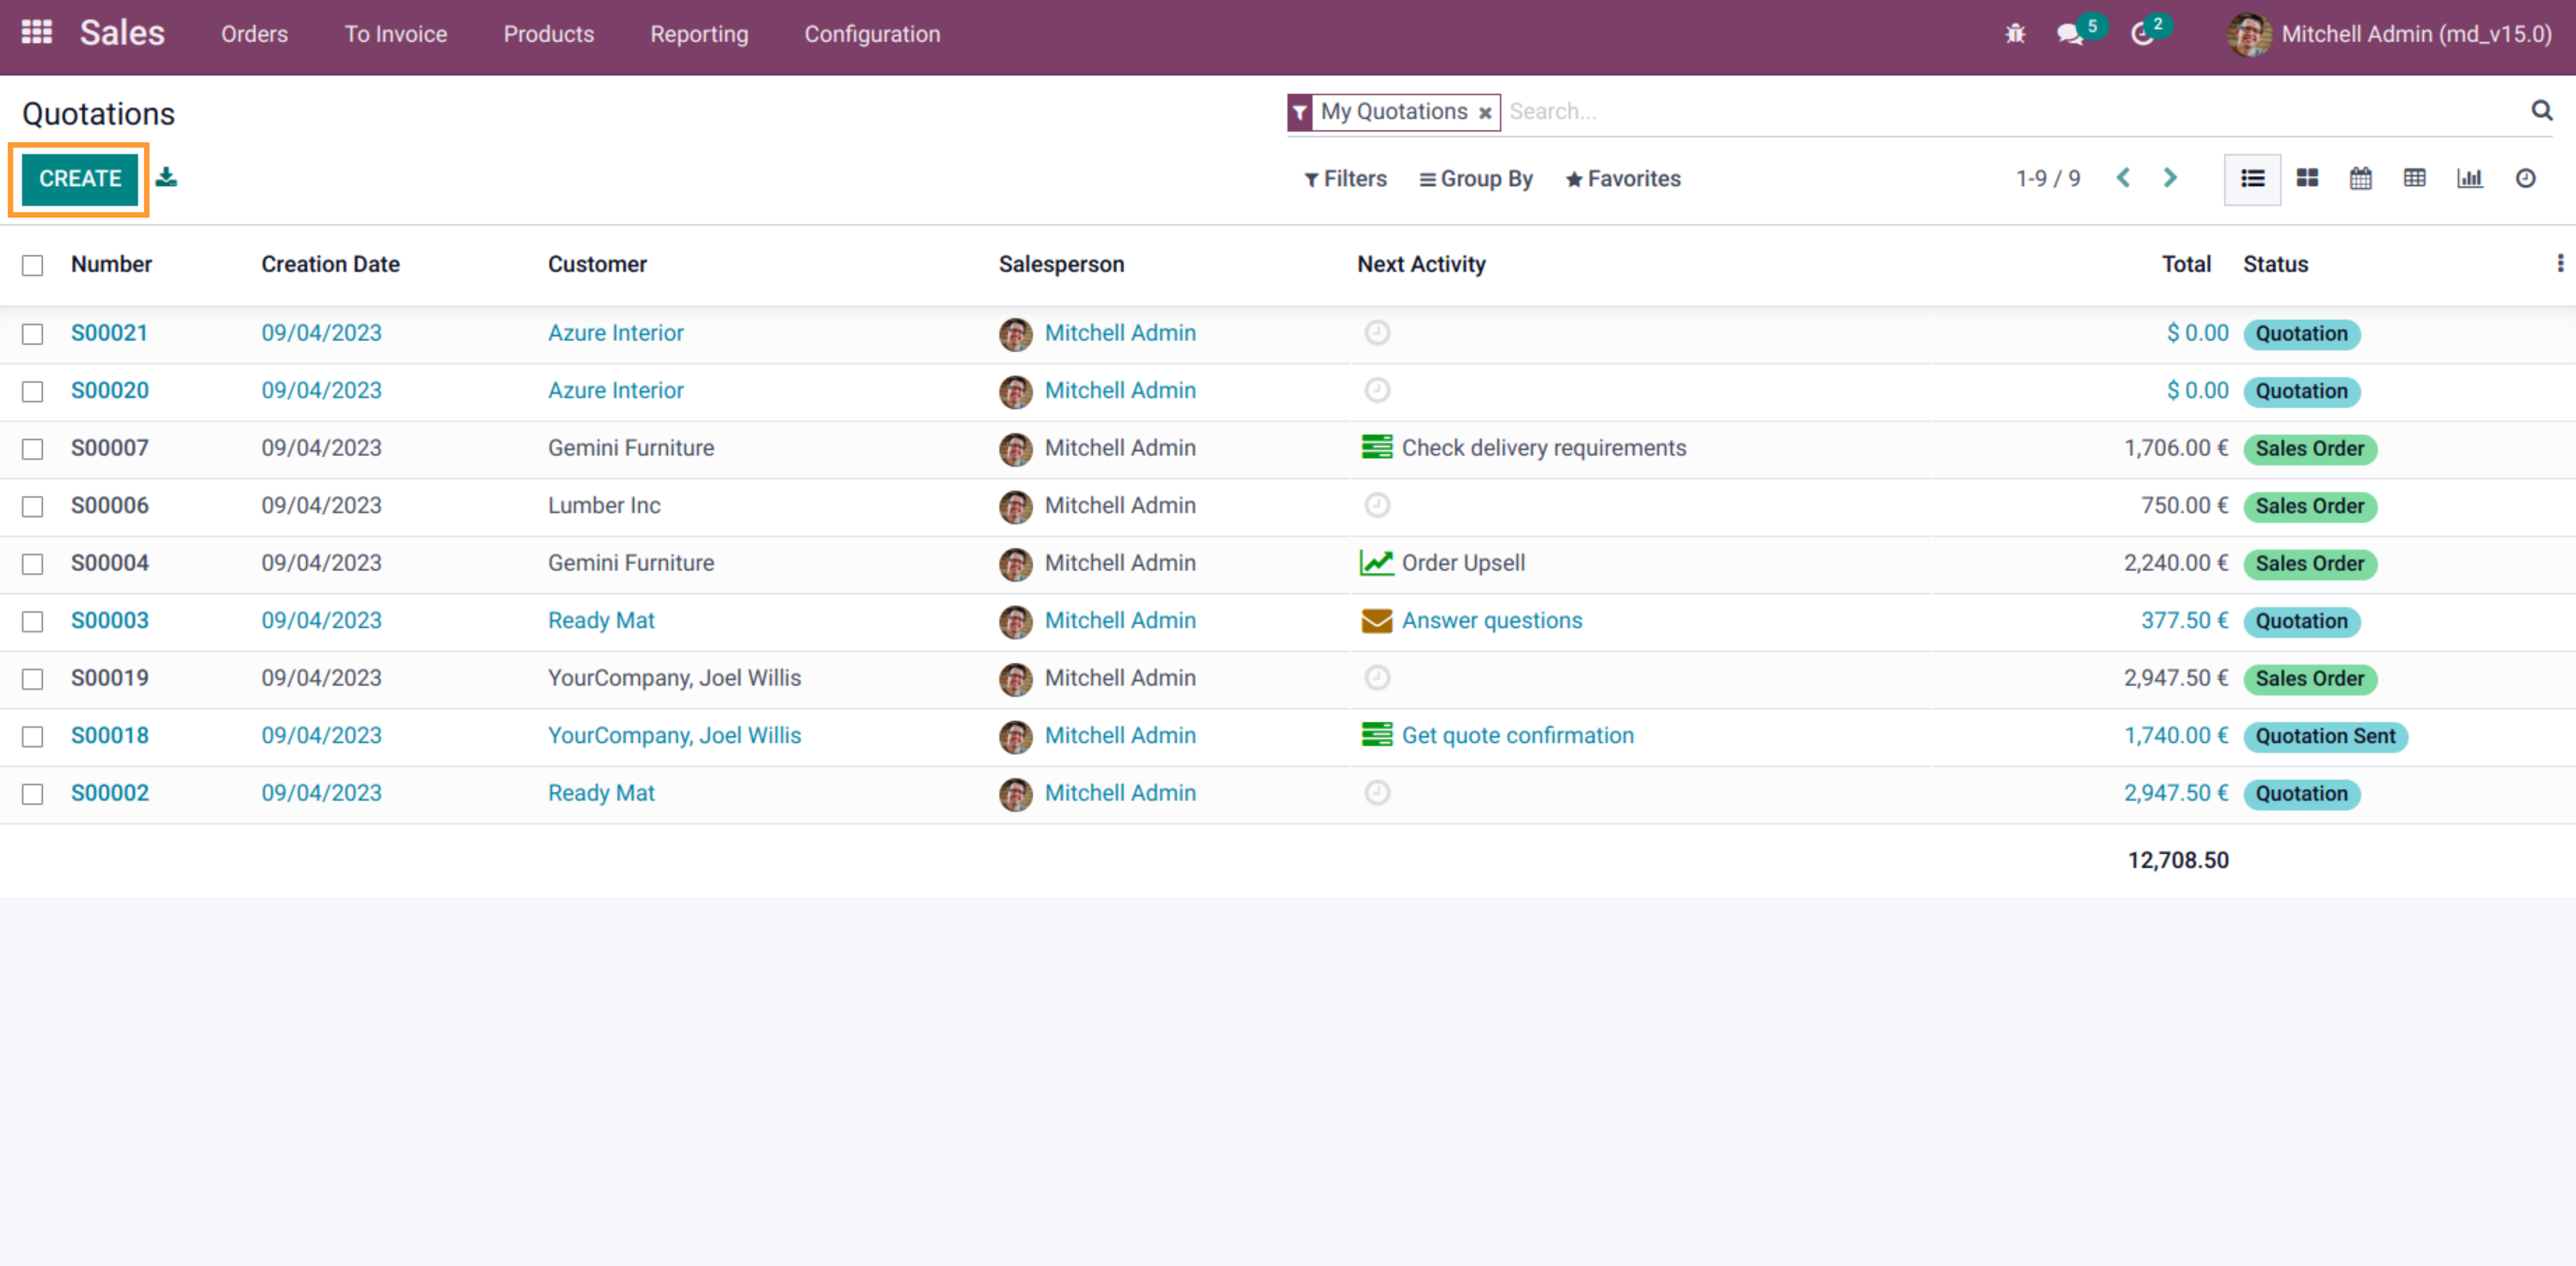 Sales Orders To Invoice Products Reporting Configuration 5 2 Mitchell Admin (md_v15.0)
Quotations My Quotations × Search...
CREATE Filters Group By Favorites 1-9 / 9
Number Creation Date Customer Salesperson Next Activity Total Status
S00021 09/04/2023 Azure Interior Mitchell Admin $ 0.00 Quotation
S00020 09/04/2023 Azure Interior Mitchell Admin $ 0.00 Quotation
S00007 09/04/2023 Gemini Furniture Mitchell Admin Check delivery requirements 1,706.00 € Sales Order
S00006 09/04/2023 Lumber Inc Mitchell Admin 750.00 € Sales Order
S00004 09/04/2023 Gemini Furniture Mitchell Admin Order Upsell 2,240.00 € Sales Order
S00003 09/04/2023 Ready Mat Mitchell Admin Answer questions 377.50 € Quotation
S00019 09/04/2023 YourCompany, Joel Willis Mitchell Admin 2,947.50 € Sales Order
S00018 09/04/2023 YourCompany, Joel Willis Mitchell Admin Get quote confirmation 1,740.00 € Quotation Sent
S00002 09/04/2023 Ready Mat Mitchell Admin 2,947.50 € Quotation
12,708.50